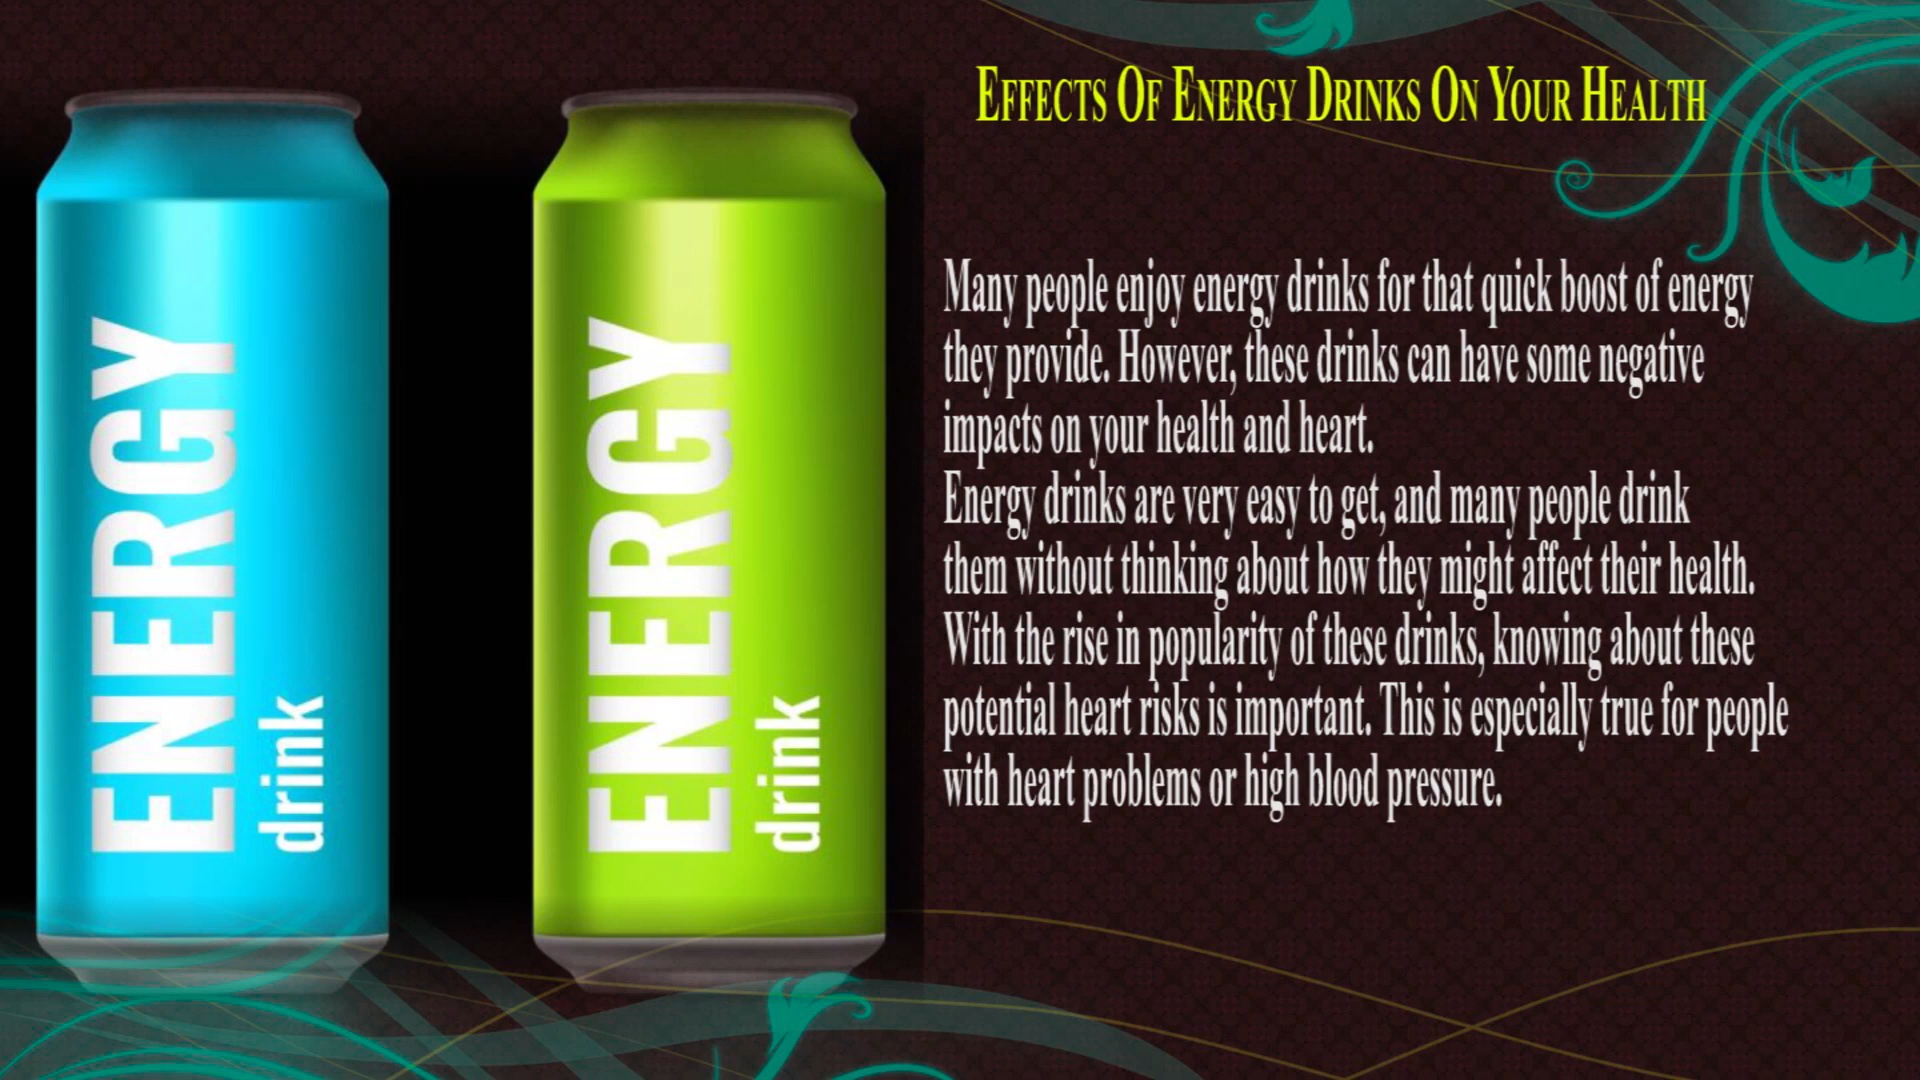 ENERGY
drink
ENERGY
drink
Effects Of Energy Drinks On Your Health
Many people enjoy energy drinks for that quick boost of energy
they provide. However, these drinks can have some negative
impacts on your health and heart.
Energy drinks are very easy to get, and many people drink
them without thinking about how they might affect their health.
With the rise in popularity of these drinks, knowing about these
potential heart risks is important. This is especially true for people
with heart problems or high blood pressure.